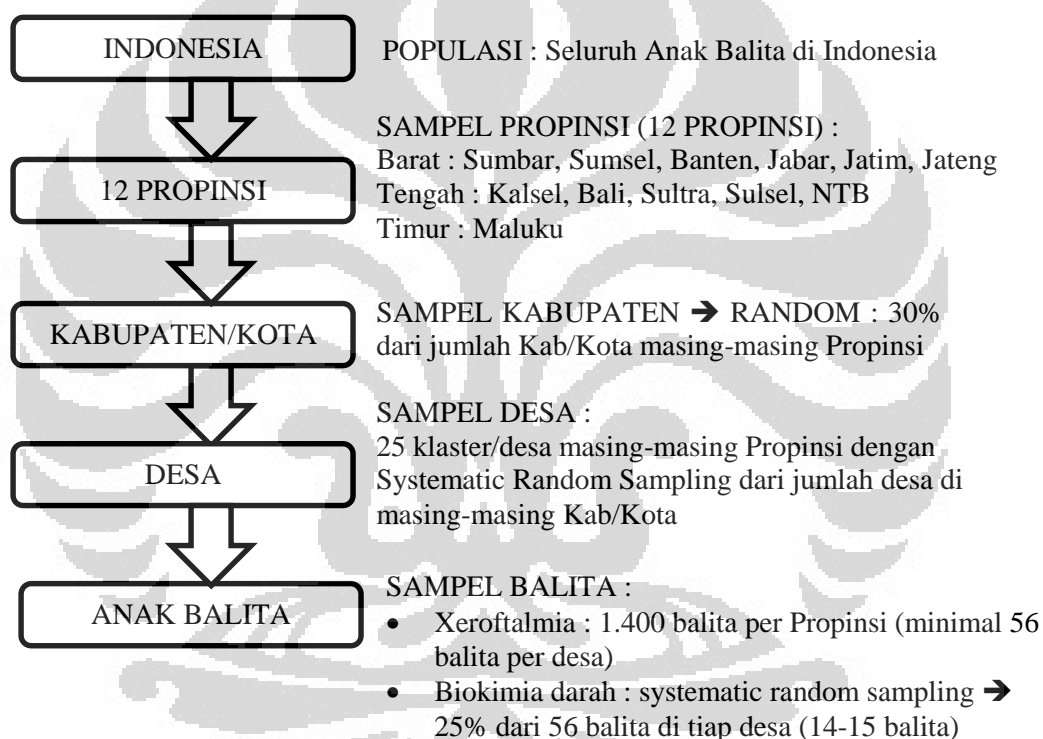 INDONESIA
POPULASI : Seluruh Anak Balita di Indonesia
12 PROPINSI
SAMPEL PROPINSI (12 PROPINSI) :
Barat : Sumbar, Sumsel, Banten, Jabar, Jatim, Jateng
Tengah : Kalsel, Bali, Sultra, Sulsel, NTB
Timur : Maluku
KABUPATEN/KOTA
SAMPEL KABUPATEN ➔ RANDOM : 30%
dari jumlah Kab/Kota masing-masing Propinsi
DESA
SAMPEL DESA :
25 klaster/desa masing-masing Propinsi dengan
Systematic Random Sampling dari jumlah desa di
masing-masing Kab/Kota
ANAK BALITA
SAMPEL BALITA :
• Xeroftalmia : 1.400 balita per Propinsi (minimal 56
balita per desa)
• Biokimia darah : systematic random sampling ➔
25% dari 56 balita di tiap desa (14-15 balita)